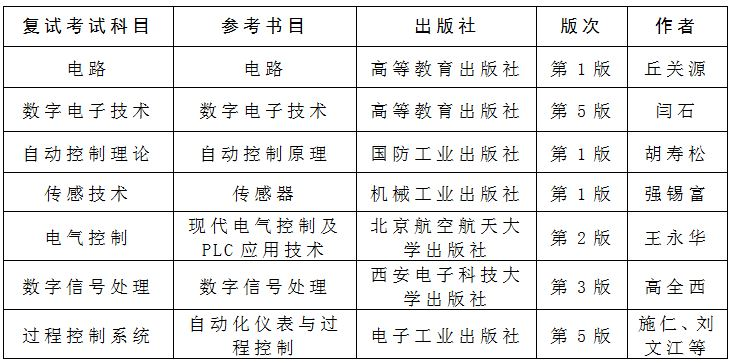 复试考试科目 参考书目 出版社 版次 作者
电路 电路 高等教育出版社 第 1 版 丘关源
数字电子技术 数字电子技术 高等教育出版社 第 5 版 闫石
自动控制理论 自动控制原理 国防工业出版社 第 1 版 胡寿松
传感技术 传感器 机械工业出版社 第 1 版 强锡富
电气控制 现代电气控制及 北京航空航天大 第 2 版 王永华
PLC 应用技术 学出版社
数字信号处理 数字信号处理 西安电子科技大 第 3 版 高全西
学出版社
过程控制系统 自动化仪表与过 电子工业出版社 第 5 版 施仁、刘
程控制 文江等